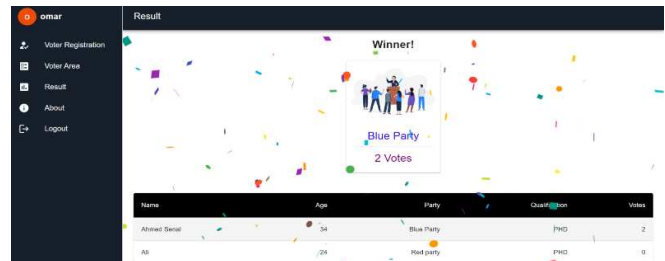 O omar
Result
Voter Registration
Voter Area
Result
About
Logout
Winner!
Blue Party
2 Votes
Name Age Party Qualification Votes
Ahmed Senal 34 Blue Party PHD 2
Ali 24 Red party PHD 0